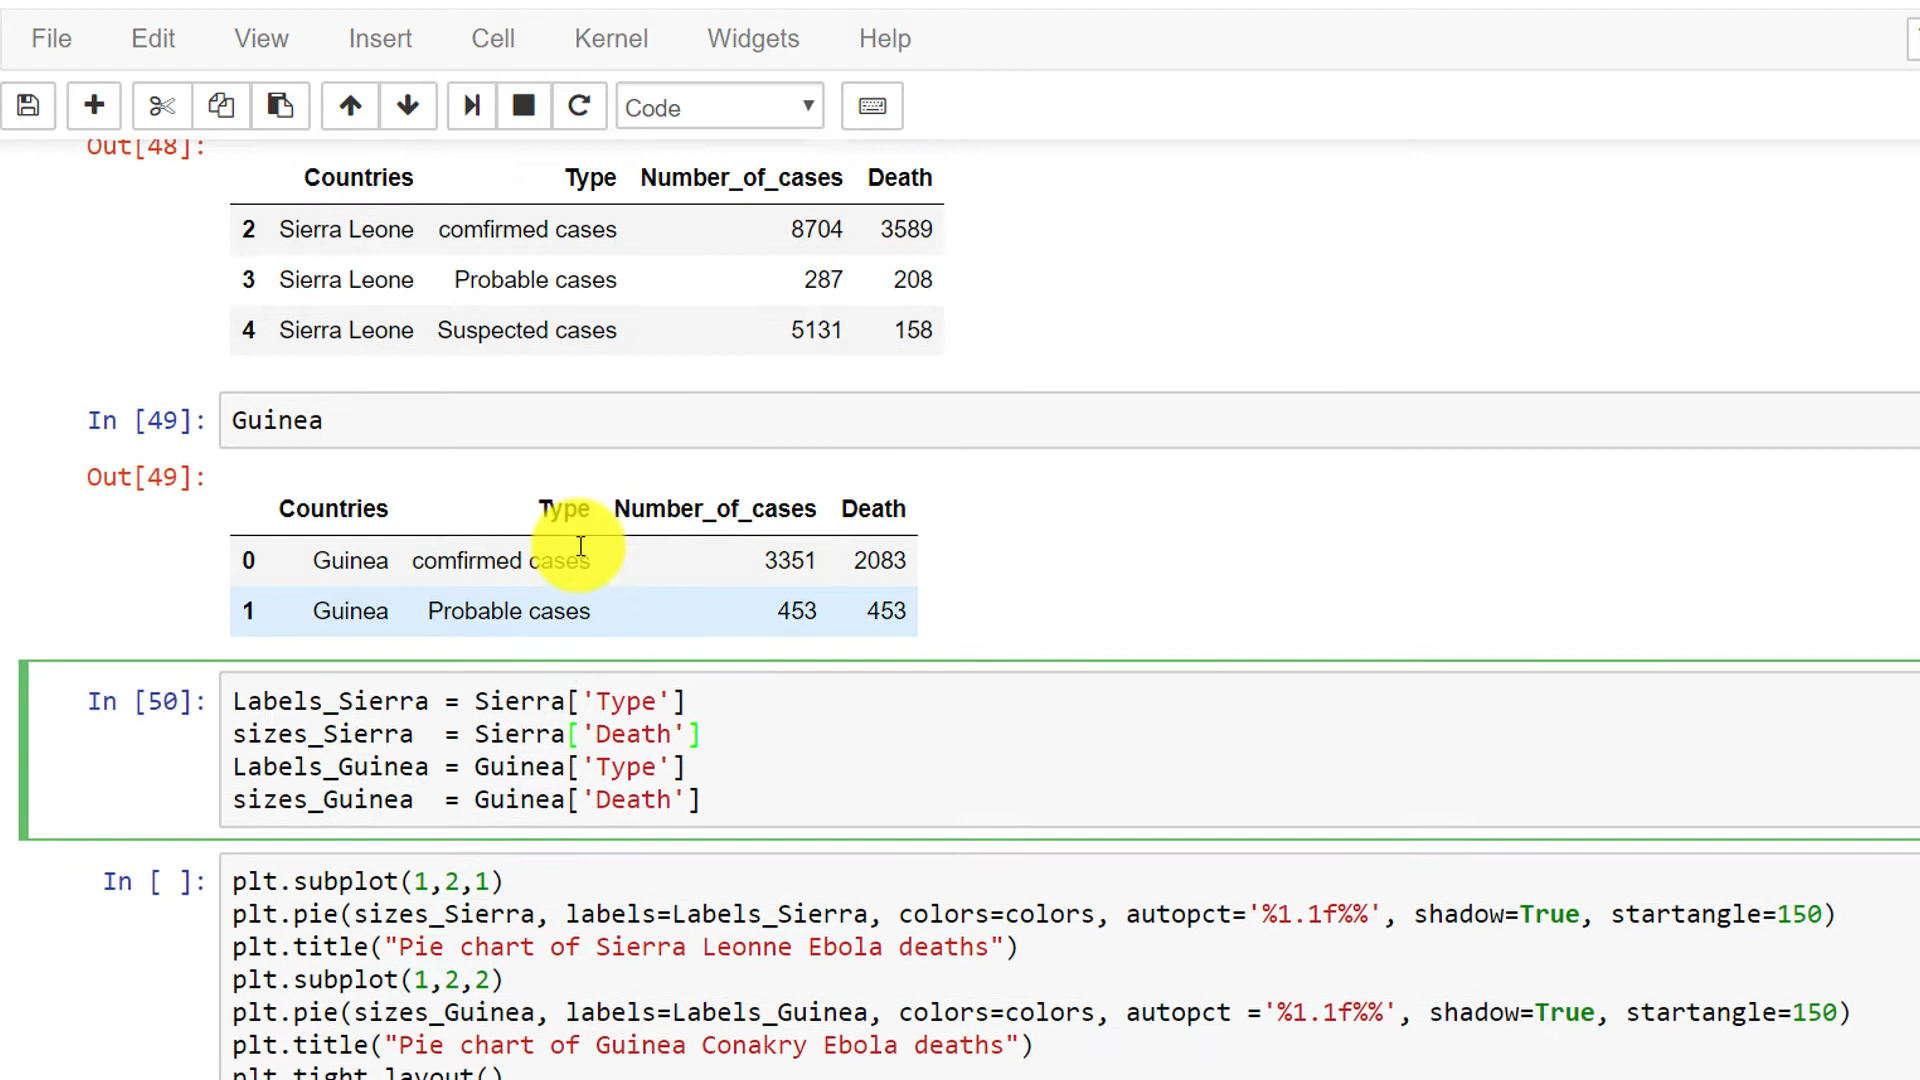 File Edit View Insert Cell Kernel Widgets Help
Code
Out[48]:
Countries Type Number_of_cases Death
2 Sierra Leone comfirmed cases 8704 3589
3 Sierra Leone Probable cases 287 208
4 Sierra Leone Suspected cases 5131 158
In [49]: Guinea
Out[49]:
Countries Type Number_of_cases Death
0 Guinea comfirmed cases 3351 2083
1 Guinea Probable cases 453 453
In [50]: Labels_Sierra = Sierra['Type']
sizes_Sierra  = Sierra['Death']
Labels_Guinea = Guinea['Type']
sizes_Guinea  = Guinea['Death']
In [ ]: plt.subplot(1,2,1)
plt.pie(sizes_Sierra, labels=Labels_Sierra, colors=colors, autopct='%1.1f%%', shadow=True, startangle=150)
plt.title("Pie chart of Sierra Leonne Ebola deaths")
plt.subplot(1,2,2)
plt.pie(sizes_Guinea, labels=Labels_Guinea, colors=colors, autopct ='%1.1f%%', shadow=True, startangle=150)
plt.title("Pie chart of Guinea Conakry Ebola deaths")
plt.tight_layout()